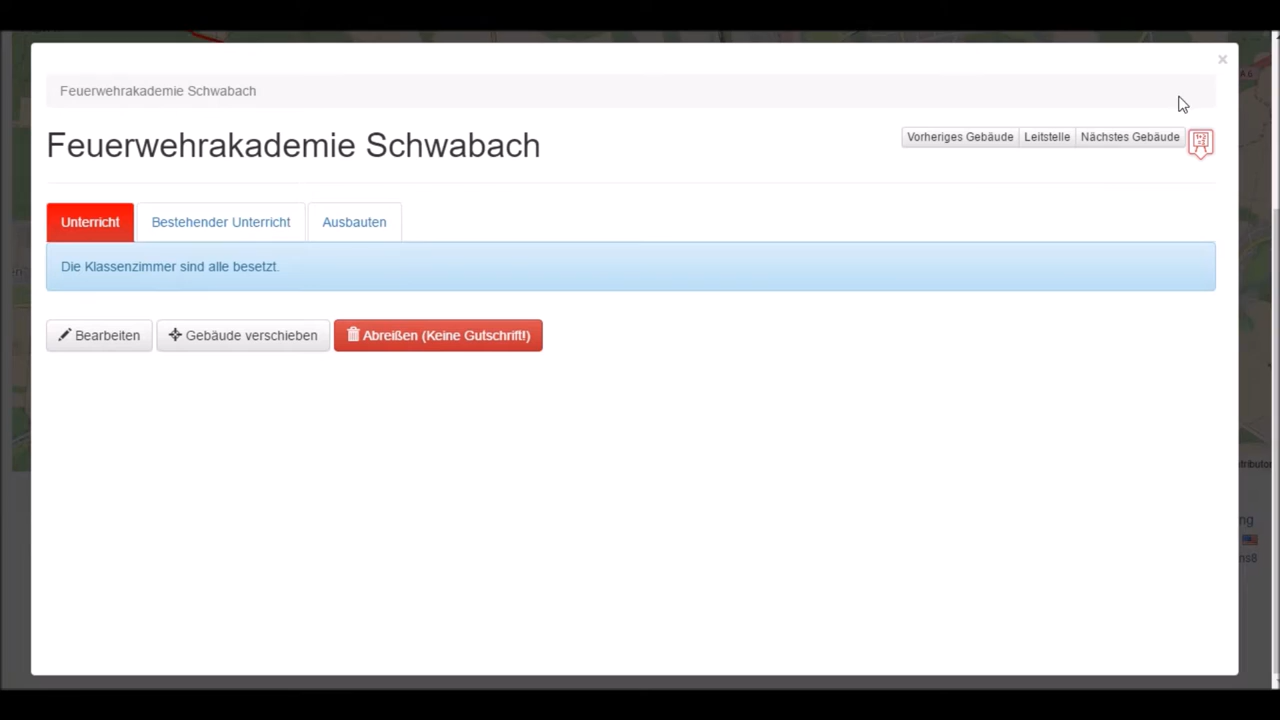 ×
Feuerwehrakademie Schwabach
Feuerwehrakademie Schwabach
Vorheriges Gebäude Leitstelle Nächstes Gebäude
Unterricht Bestehender Unterricht Ausbauten
Die Klassenzimmer sind alle besetzt.
Bearbeiten Gebäude verschieben Abreißen (Keine Gutschrift!)